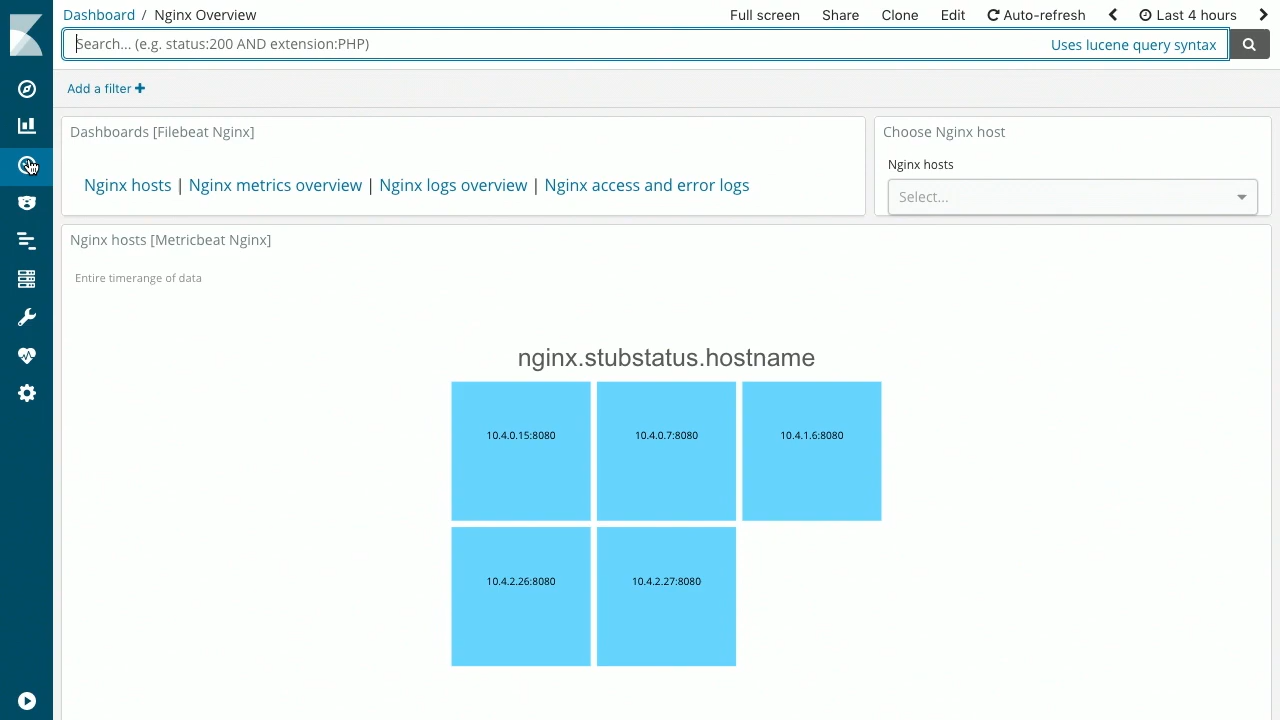 Dashboard / Nginx Overview Full screen Share Clone Edit Auto-refresh Last 4 hours
Search... (e.g. status:200 AND extension:PHP) Uses lucene query syntax
Add a filter
Dashboards [Filebeat Nginx]
Nginx hosts | Nginx metrics overview | Nginx logs overview | Nginx access and error logs
Choose Nginx host
Nginx hosts
Select...
Nginx hosts [Metricbeat Nginx]
Entire timerange of data
nginx.stubstatus.hostname
10.4.0.15:8080 10.4.0.7:8080 10.4.1.6:8080
10.4.2.26:8080 10.4.2.27:8080